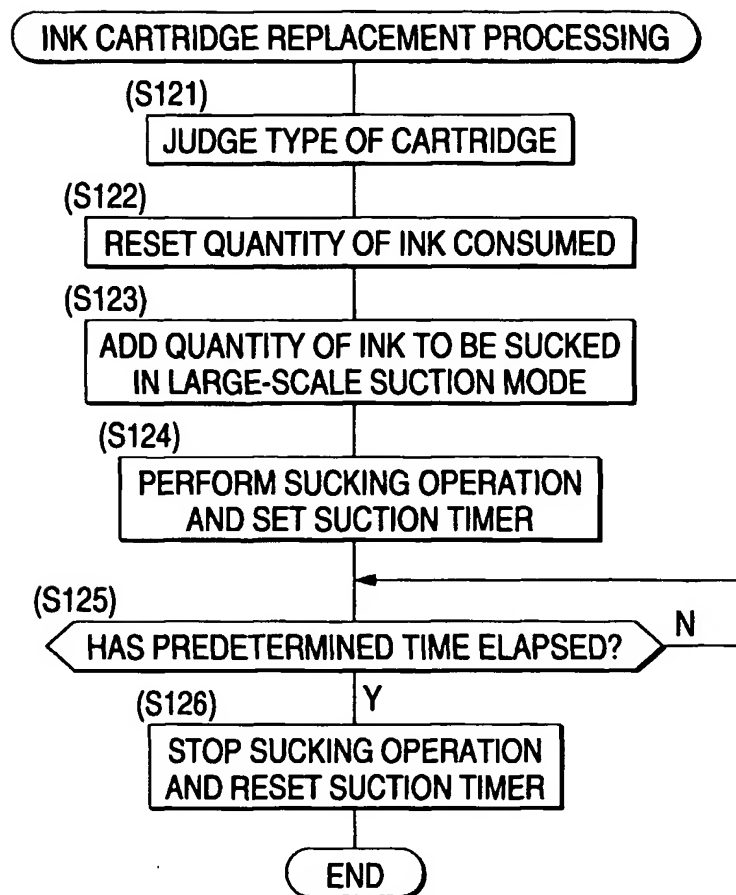 INK CARTRIDGE REPLACEMENT PROCESSING
(S121)
JUDGE TYPE OF CARTRIDGE
(S122)
RESET QUANTITY OF INK CONSUMED
(S123)
ADD QUANTITY OF INK TO BE SUCKED
IN LARGE-SCALE SUCTION MODE
(S124)
PERFORM SUCKING OPERATION
AND SET SUCTION TIMER
(S125)
HAS PREDETERMINED TIME ELAPSED?
N
Y
(S126)
STOP SUCKING OPERATION
AND RESET SUCTION TIMER
END